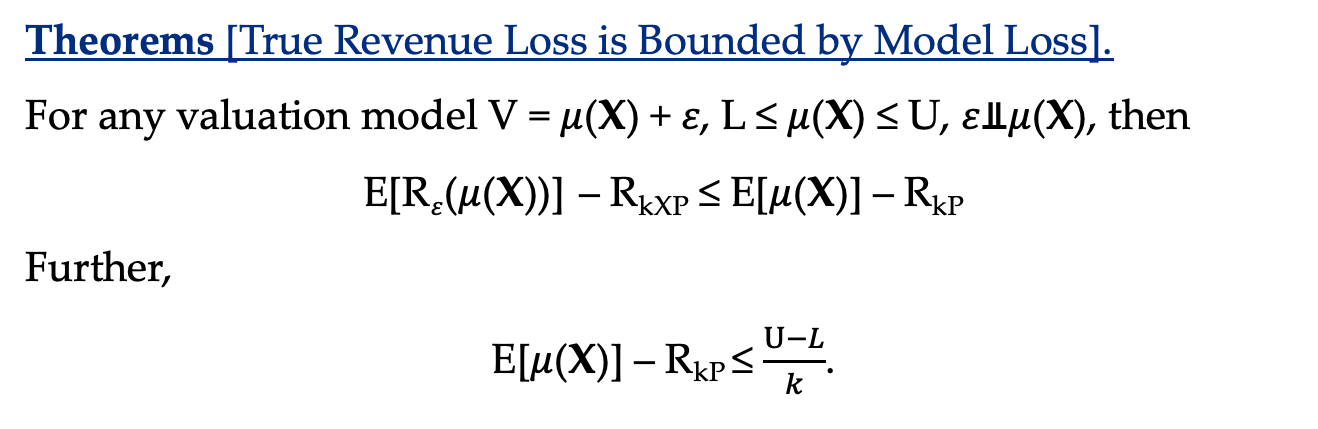 Theorems [True Revenue Loss is Bounded by Model Loss].
For any valuation model V = μ(X) + ε, L ≤ μ(X) ≤ U, ε⫫μ(X), then
E[R_ε(μ(X))] – R_kXP ≤ E[μ(X)] – R_kP
Further,
E[μ(X)] – R_kP ≤ (U−L)/k.